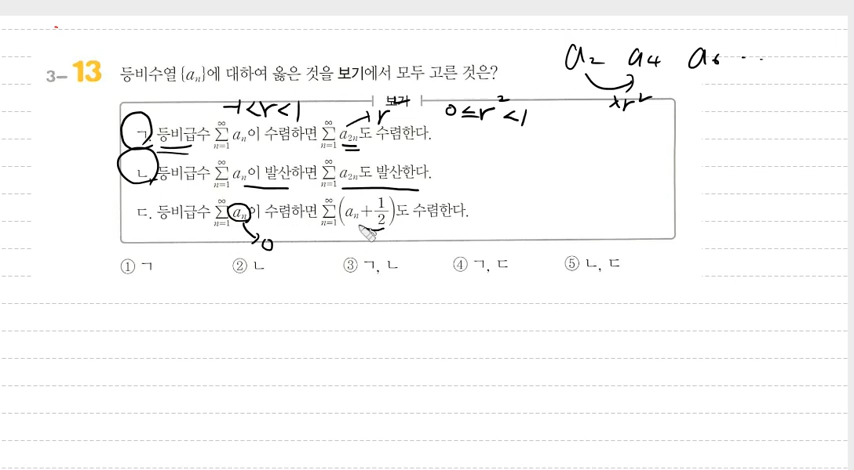 3-13 등비수열 {aₙ}에 대하여 옳은 것을 보기에서 모두 고른 것은?
a₂ a₄ a₆ ...
×r²
보기
-1<r<1
r
0≤r²<1
ㄱ. 등비급수 ∑_{n=1}^{∞} aₙ이 수렴하면 ∑_{n=1}^{∞} a₂ₙ도 수렴한다.
ㄴ. 등비급수 ∑_{n=1}^{∞} aₙ이 발산하면 ∑_{n=1}^{∞} a₂ₙ도 발산한다.
ㄷ. 등비급수 ∑_{n=1}^{∞} aₙ이 수렴하면 ∑_{n=1}^{∞} (aₙ+1/2)도 수렴한다.
0
① ㄱ ② ㄴ ③ ㄱ, ㄴ ④ ㄱ, ㄷ ⑤ ㄴ, ㄷ